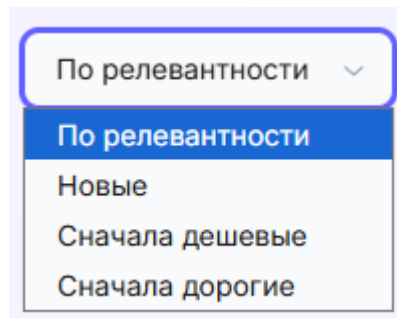 По релевантности
По релевантности
Новые
Сначала дешевые
Сначала дорогие